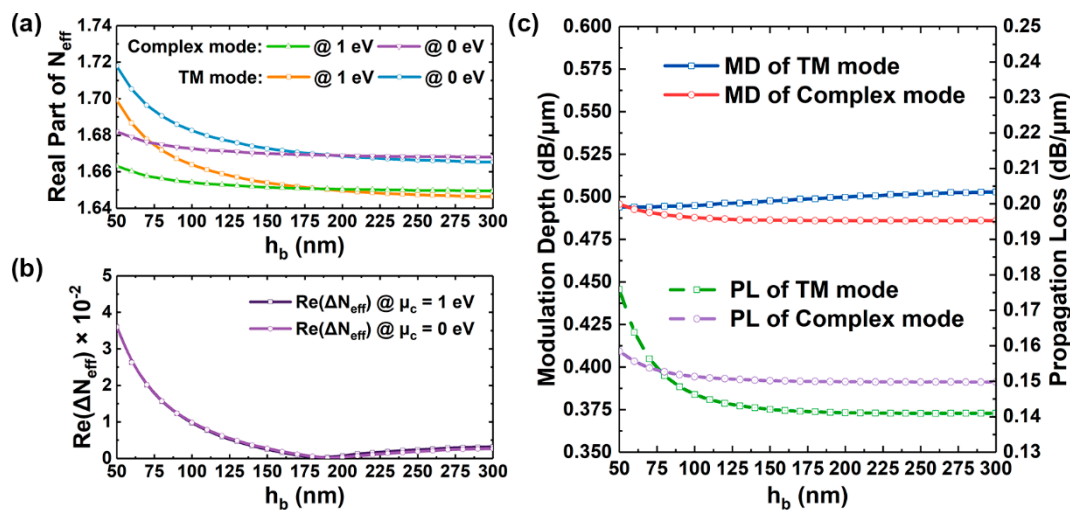 (a)
1.74
1.72
1.70
1.68
1.66
1.64
Real Part of N_eff
Complex mode: @ 1 eV @ 0 eV
TM mode: @ 1 eV @ 0 eV
50 75 100 125 150 175 200 225 250 275 300
h_b (nm)
(b)
5
4
3
2
1
0
Re(ΔN_eff) × 10^-2
Re(ΔN_eff) @ μ_c = 1 eV
Re(ΔN_eff) @ μ_c = 0 eV
50 75 100 125 150 175 200 225 250 275 300
h_b (nm)
(c)
0.600
0.575
0.550
0.525
0.500
0.475
0.450
0.425
0.400
0.375
0.350
Modulation Depth (dB/μm)
MD of TM mode
MD of Complex mode
PL of TM mode
PL of Complex mode
0.25
0.24
0.23
0.22
0.21
0.20
0.19
0.18
0.17
0.16
0.15
0.14
0.13
Propagation Loss (dB/μm)
50 75 100 125 150 175 200 225 250 275 300
h_b (nm)